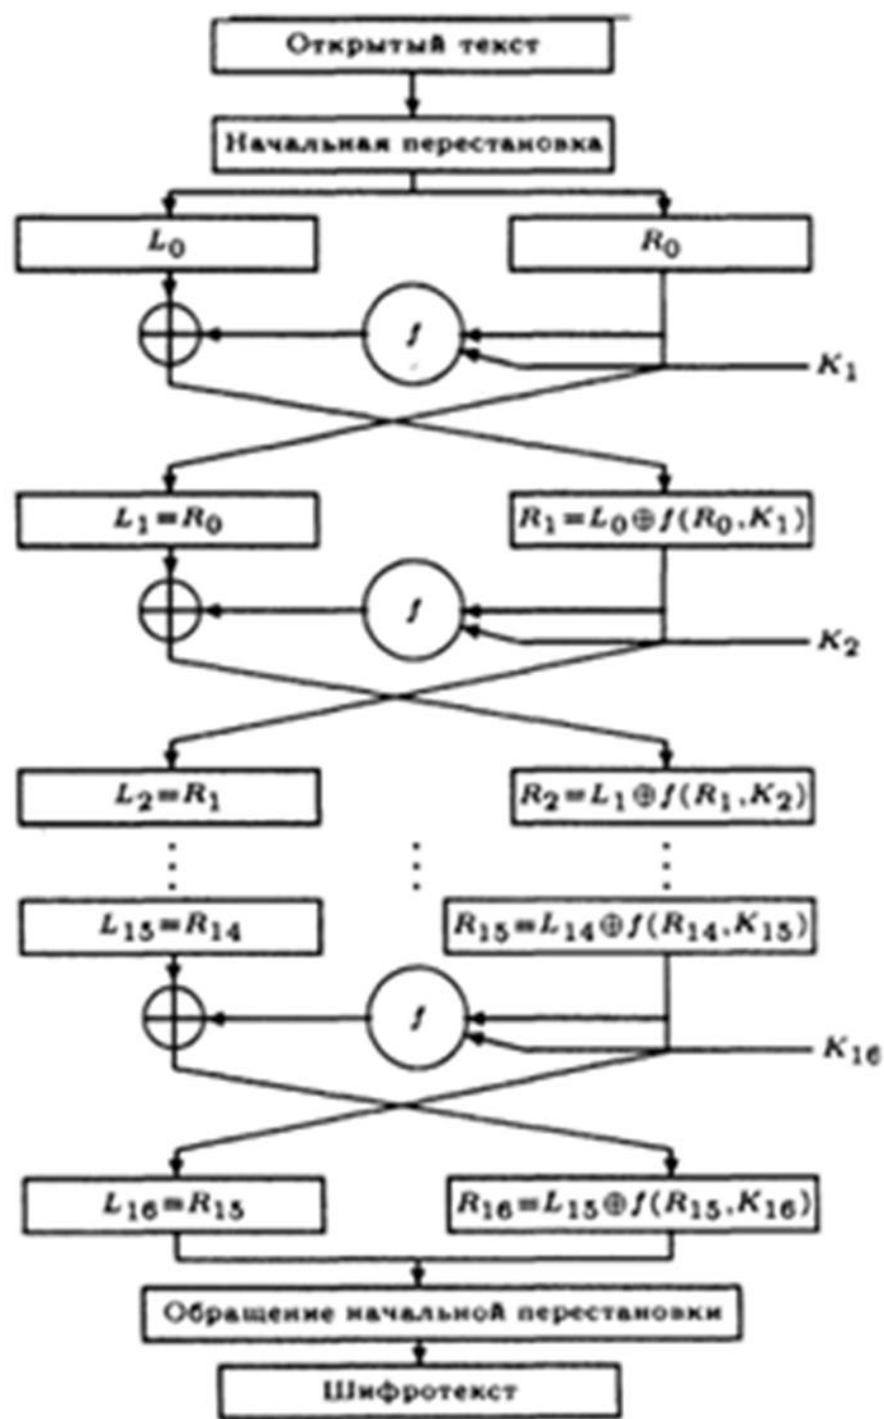 Открытый текст
Начальная перестановка
L₀
R₀
f
K₁
L₁=R₀
R₁=L₀⊕f(R₀,K₁)
f
K₂
L₂=R₁
R₂=L₁⊕f(R₁,K₂)
L₁₅=R₁₄
R₁₅=L₁₄⊕f(R₁₄,K₁₅)
f
K₁₆
L₁₆=R₁₅
R₁₆=L₁₅⊕f(R₁₅,K₁₆)
Обращение начальной перестановки
Шифротекст